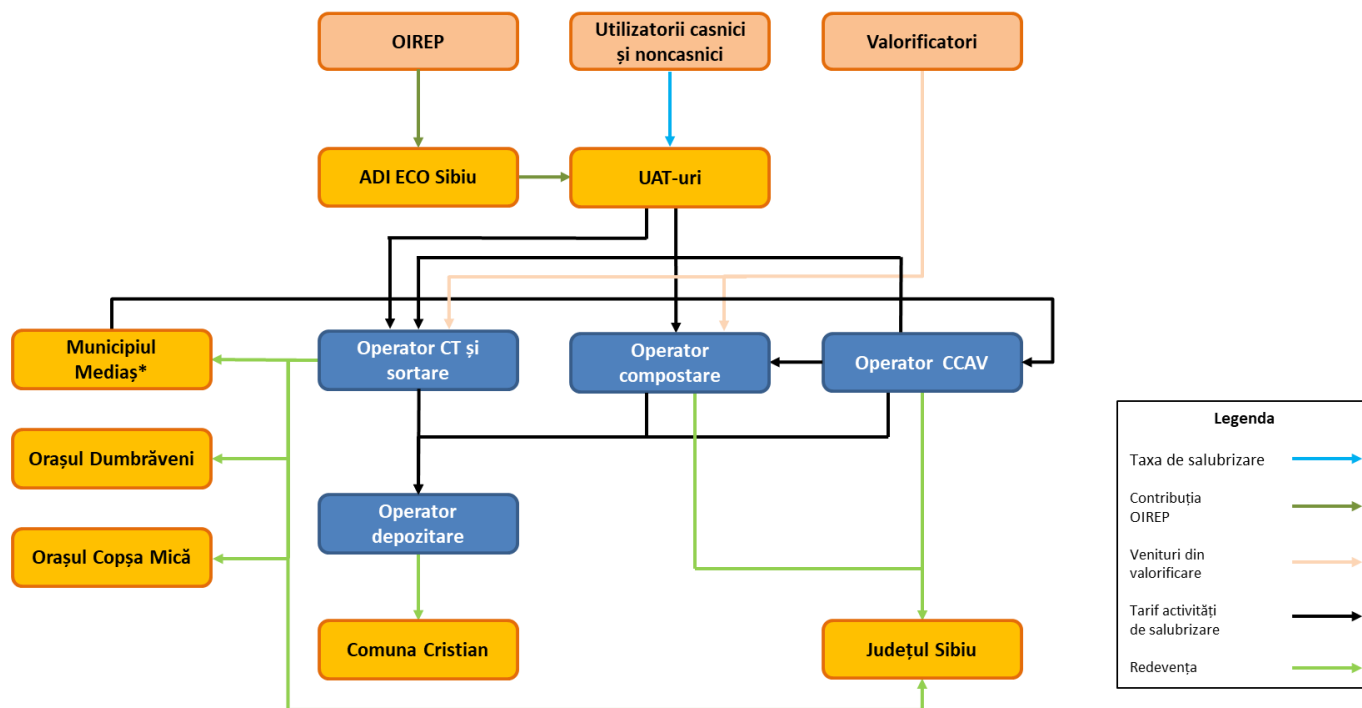 OIREP
Utilizatorii casnici
și noncasnici
Valorificatori
ADI ECO Sibiu
UAT-uri
Municipiul
Mediaș*
Operator CT și
sortare
Operator
compostare
Operator CCAV
Orașul Dumbrăveni
Operator
depozitare
Orașul Copșa Mică
Comuna Cristian
Județul Sibiu
Legenda
Taxa de salubrizare
Contribuția
OIREP
Venituri din
valorificare
Tarif activități
de salubrizare
Redevența